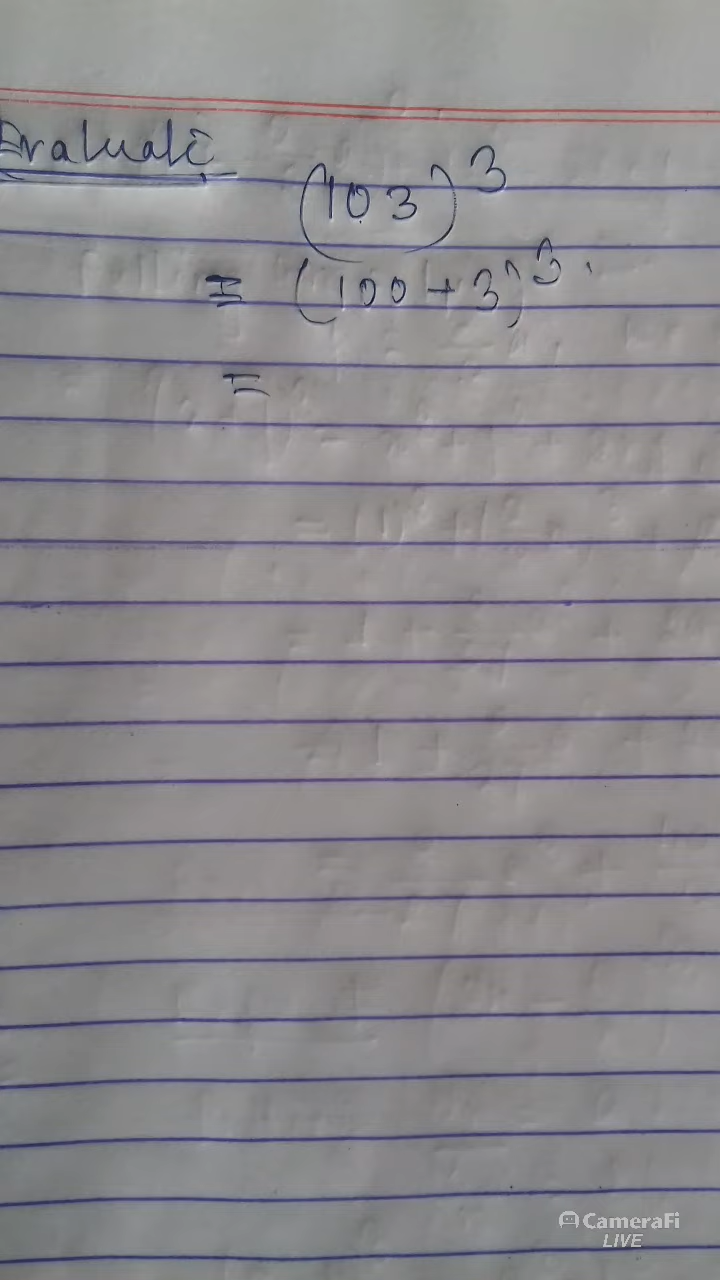 Evaluate
(103)³
= (100 + 3)³.
=
CameraFi
LIVE